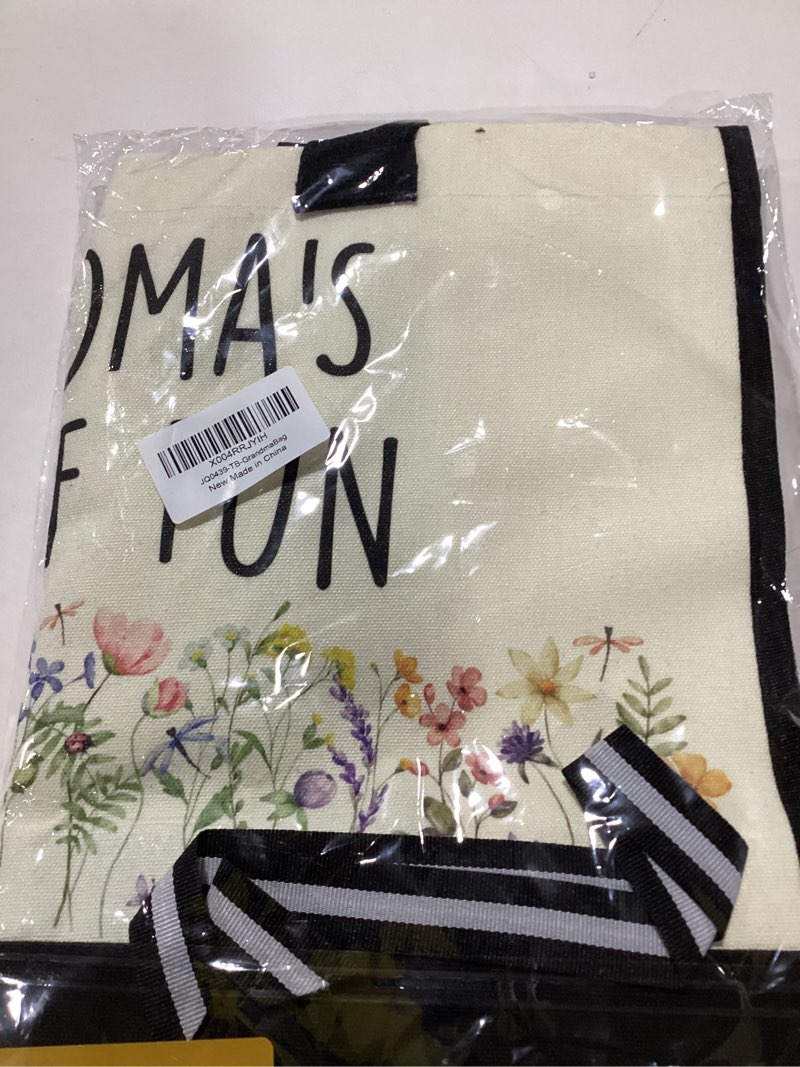 OMA'S
F FUN
X004RRJYIH
JQ0439-TB-GrandmaBag
New Made in China